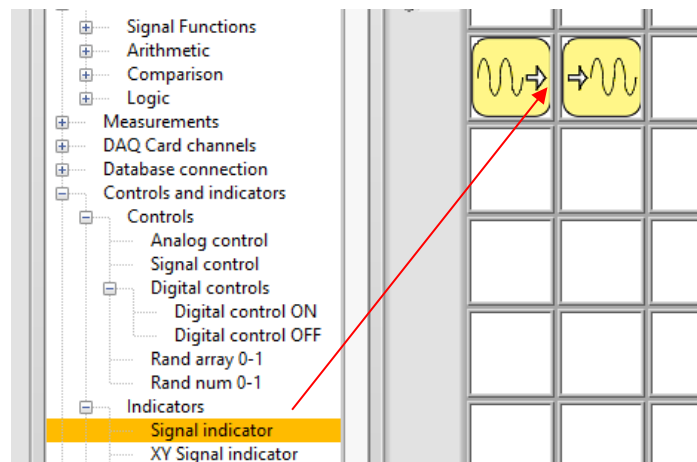 Signal Functions
Arithmetic
Comparison
Logic
Measurements
DAQ Card channels
Database connection
Controls and indicators
Controls
Analog control
Signal control
Digital controls
Digital control ON
Digital control OFF
Rand array 0-1
Rand num 0-1
Indicators
Signal indicator
XY Signal indicator